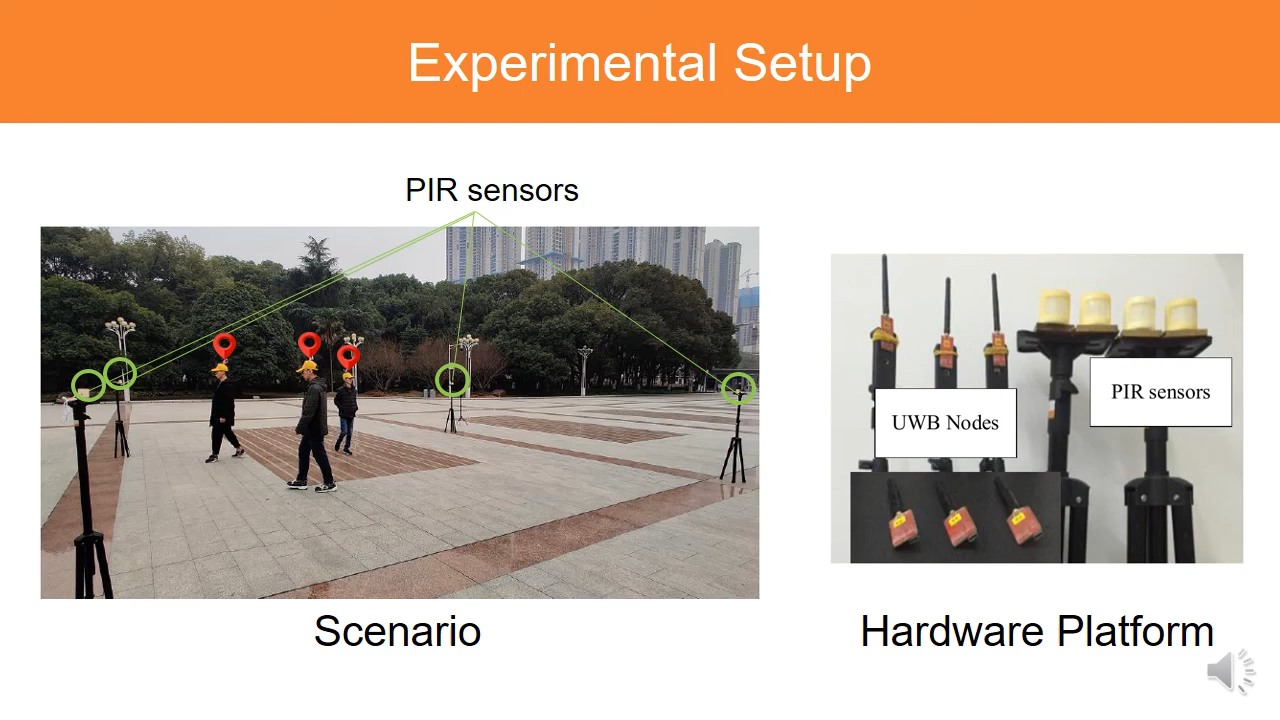 Experimental Setup
PIR sensors
UWB Nodes
PIR sensors
Scenario
Hardware Platform